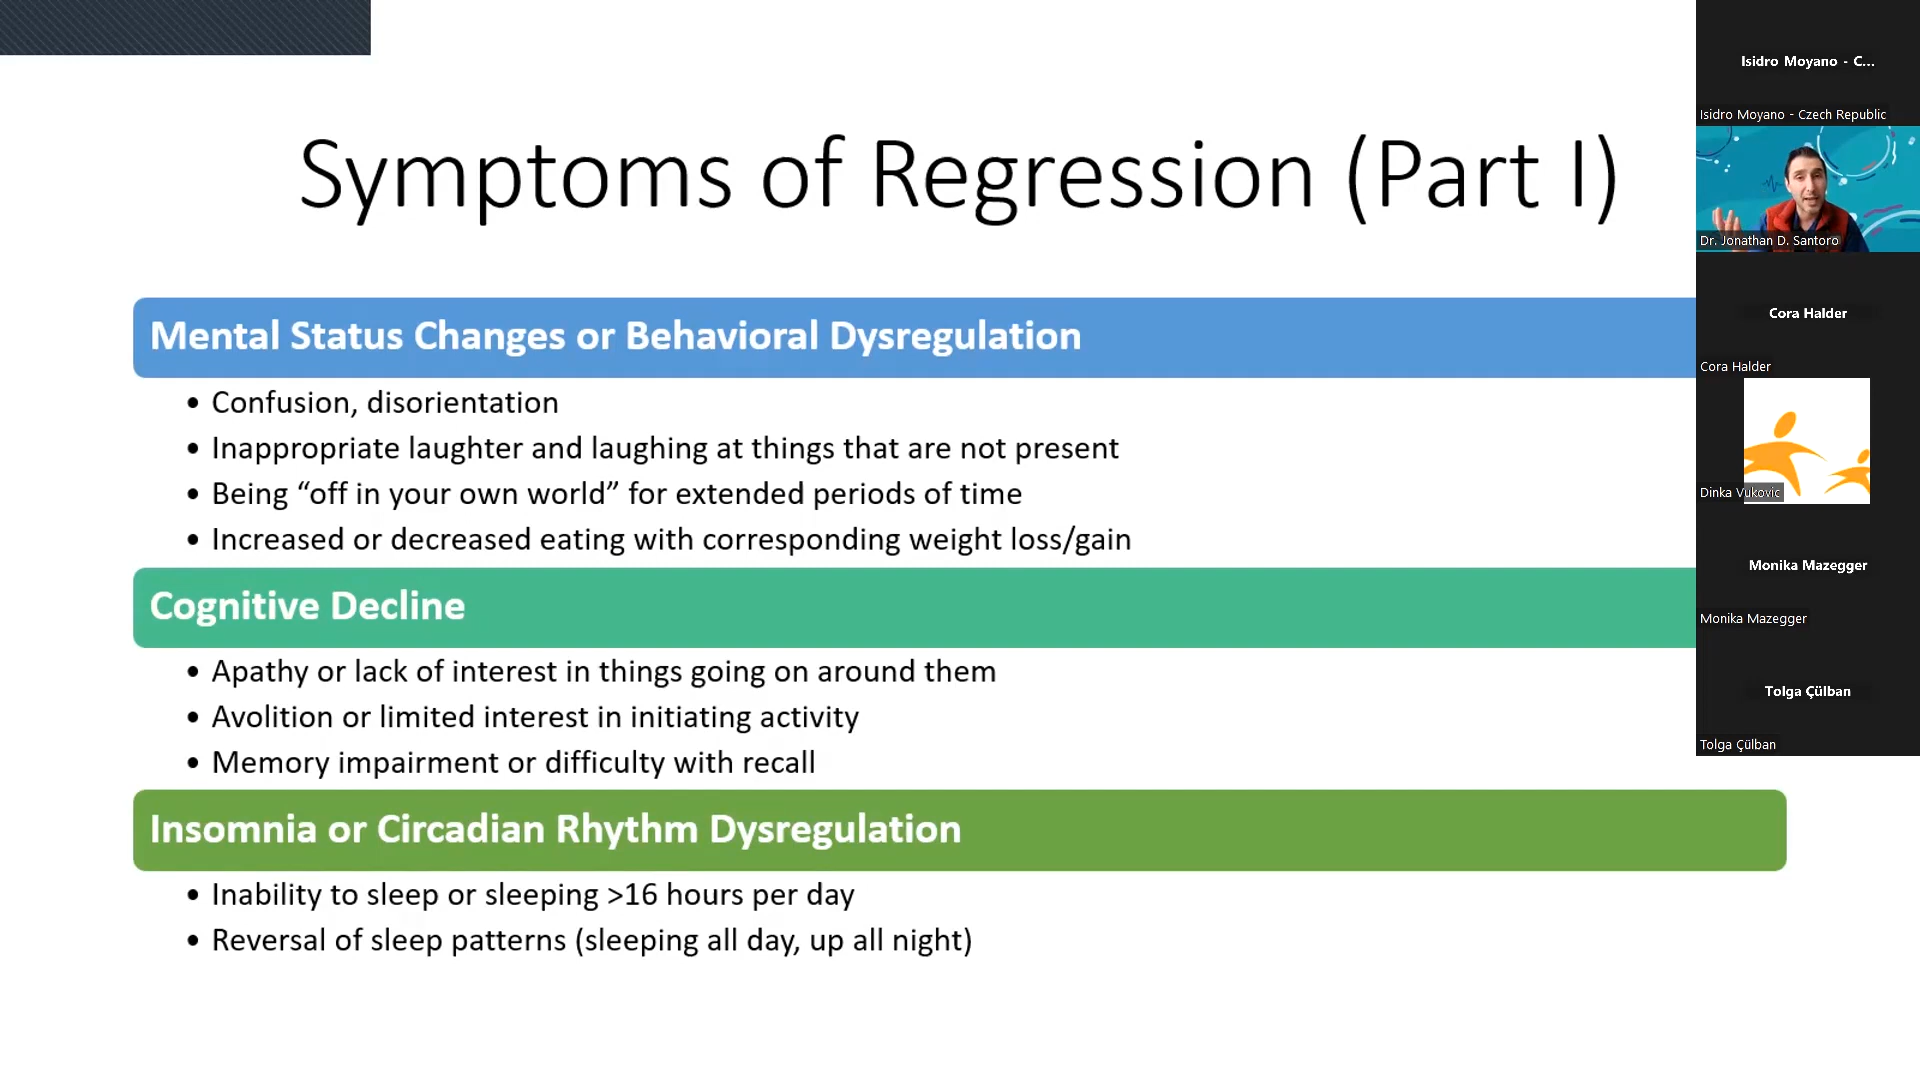 Symptoms of Regression (Part I)
Mental Status Changes or Behavioral Dysregulation
• Confusion, disorientation
• Inappropriate laughter and laughing at things that are not present
• Being “off in your own world” for extended periods of time
• Increased or decreased eating with corresponding weight loss/gain
Cognitive Decline
• Apathy or lack of interest in things going on around them
• Avolition or limited interest in initiating activity
• Memory impairment or difficulty with recall
Insomnia or Circadian Rhythm Dysregulation
• Inability to sleep or sleeping >16 hours per day
• Reversal of sleep patterns (sleeping all day, up all night)
Isidro Moyano - C...
Isidro Moyano - Czech Republic
Dr. Jonathan D. Santoro
Cora Halder
Cora Halder
Dinka Vukovic
Monika Mazegger
Monika Mazegger
Tolga Çülban
Tolga Çülban